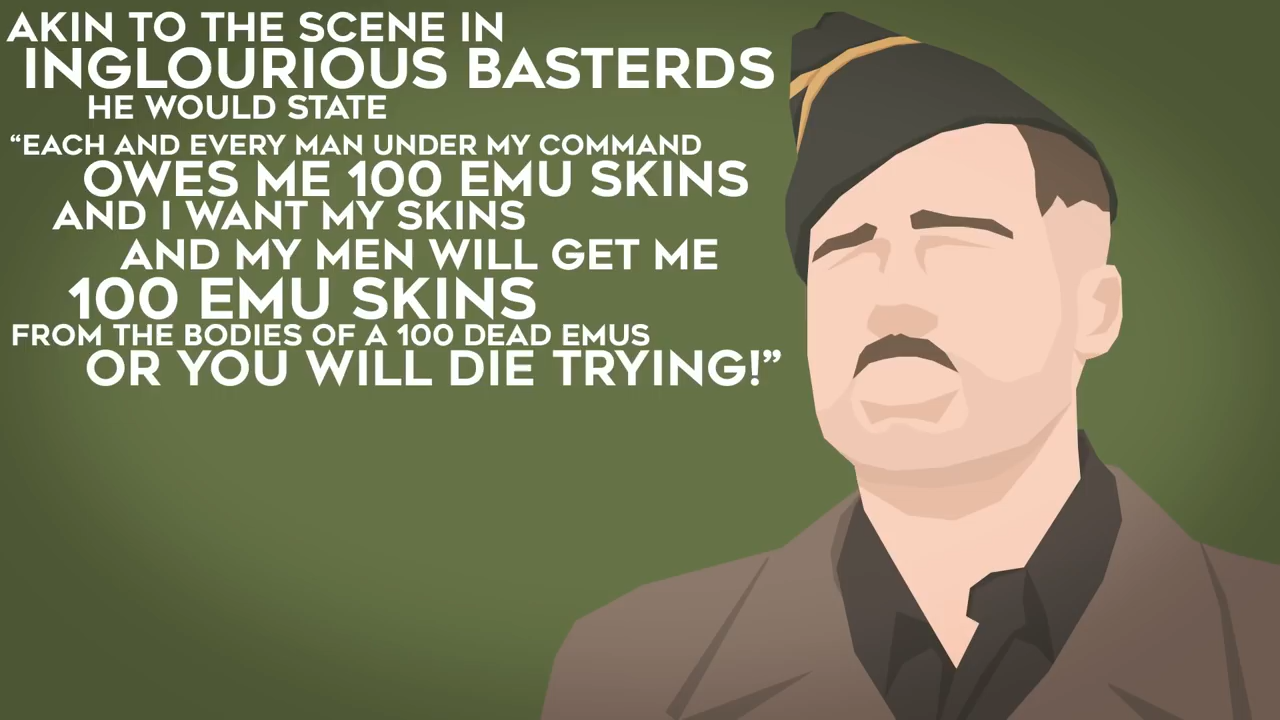 AKIN TO THE SCENE IN
INGLOURIOUS BASTERDS
HE WOULD STATE
“EACH AND EVERY MAN UNDER MY COMMAND
OWES ME 100 EMU SKINS
AND I WANT MY SKINS
AND MY MEN WILL GET ME
100 EMU SKINS
FROM THE BODIES OF A 100 DEAD EMUS
OR YOU WILL DIE TRYING!”